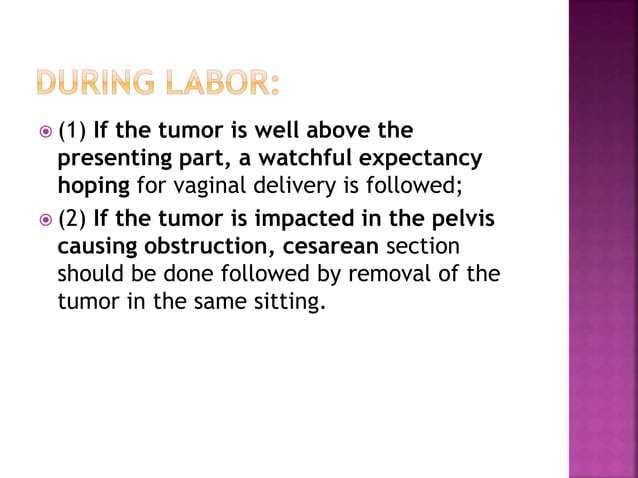 DURING LABOR:
(1) If the tumor is well above the
presenting part, a watchful expectancy
hoping for vaginal delivery is followed;
(2) If the tumor is impacted in the pelvis
causing obstruction, cesarean section
should be done followed by removal of the
tumor in the same sitting.